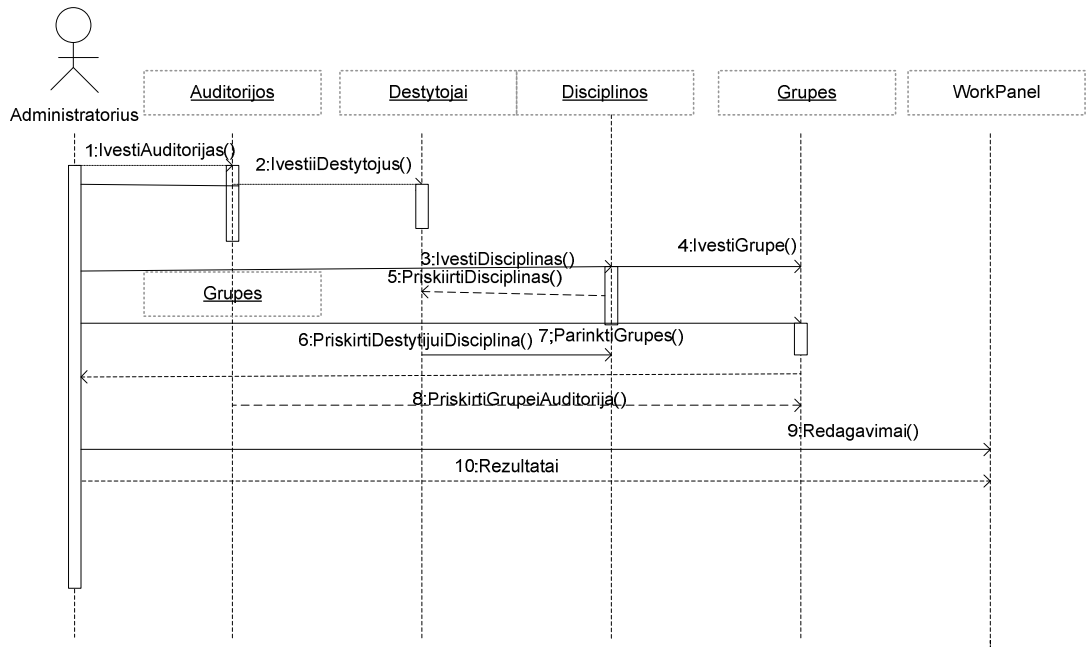 Administratorius
Auditorijos
Destytojai
Disciplinos
Grupes
WorkPanel
1:IvestiAuditorijas()
2:IvestiiDestytojus()
3:IvestiDisciplinas()
4:IvestiGrupe()
5:PriskiirtiDisciplinas()
Grupes
6:PriskirtiDestytijuiDisciplina()
7;ParinktiGrupes()
8:PriskirtiGrupeiAuditorija()
9:Redagavimai()
10:Rezultatai